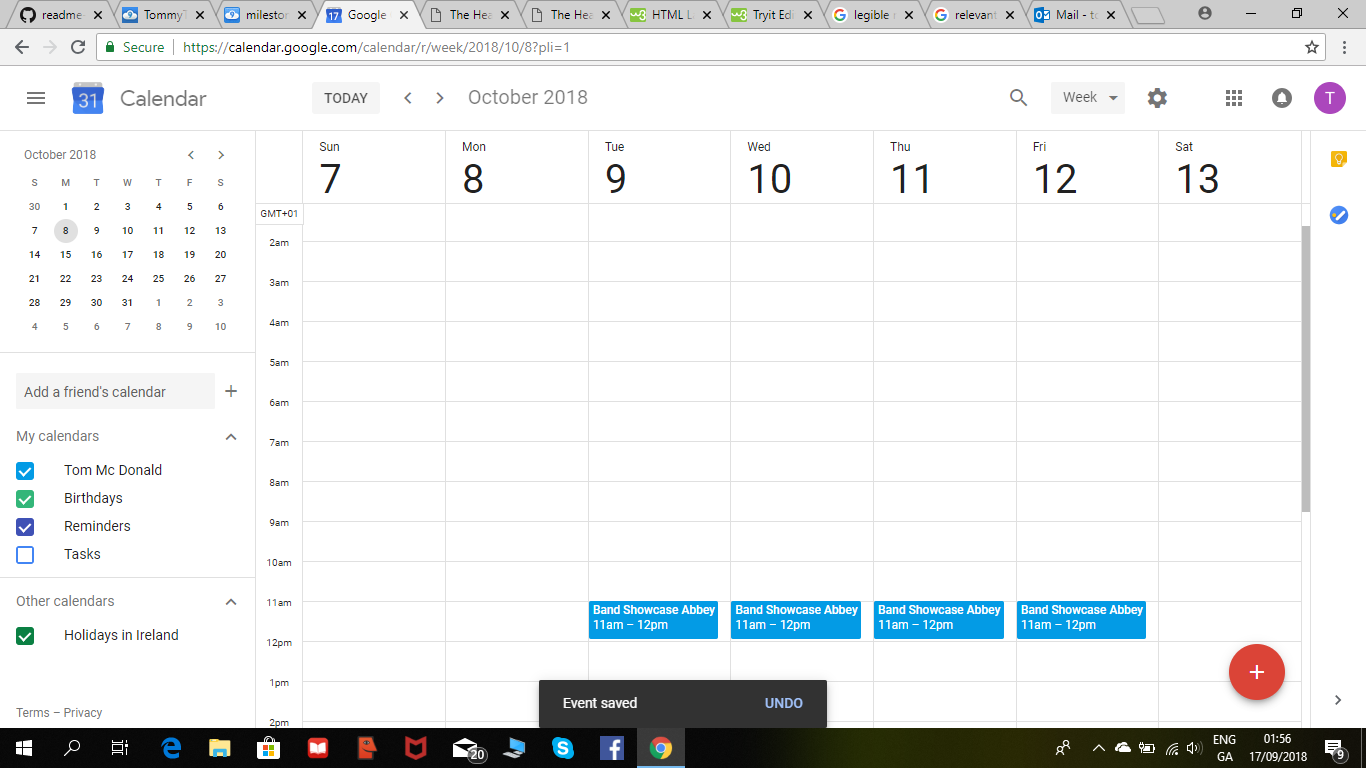 readme-
TommyT
milestor
Google
The Hea
The Hea
HTML L
Tryit Edi
legible
relevant
Mail - to
Secure
https://calendar.google.com/calendar/r/week/2018/10/8?pli=1
31
Calendar
TODAY
October 2018
Week
T
October 2018
S M T W T F S
30 1 2 3 4 5 6
7 8 9 10 11 12 13
14 15 16 17 18 19 20
21 22 23 24 25 26 27
28 29 30 31 1 2 3
4 5 6 7 8 9 10
Add a friend's calendar
My calendars
Tom Mc Donald
Birthdays
Reminders
Tasks
Other calendars
Holidays in Ireland
Terms – Privacy
Sun Mon Tue Wed Thu Fri Sat
7 8 9 10 11 12 13
GMT+01
2am
3am
4am
5am
6am
7am
8am
9am
10am
11am
12pm
1pm
2pm
Band Showcase Abbey
11am – 12pm
Band Showcase Abbey
11am – 12pm
Band Showcase Abbey
11am – 12pm
Band Showcase Abbey
11am – 12pm
Event saved UNDO
20
ENG
GA
01:56
17/09/2018
9